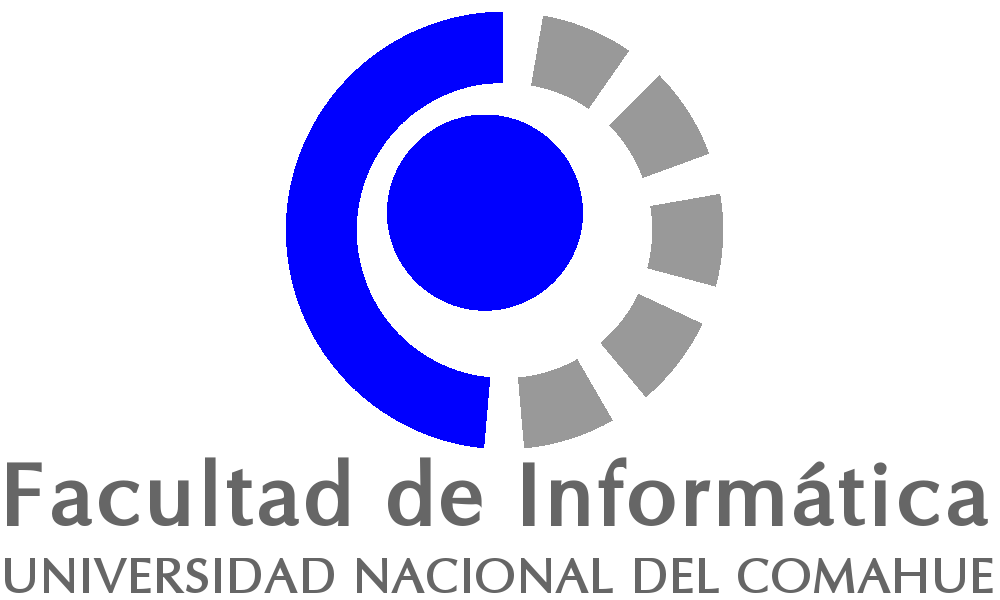 Facultad de Informática
UNIVERSIDAD NACIONAL DEL COMAHUE